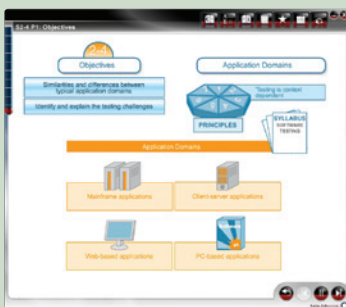 S2-4 P1: Objectives
2-4
Objectives
Similarities and differences between
typical application domains
Identify and explain the testing challenges
Application Domains
Testing is context
dependent
PRINCIPLES
SYLLABUS
SOFTWARE
TESTING
Application Domains
Mainframe applications
Client-server applications
Web-based applications
PC-based applications